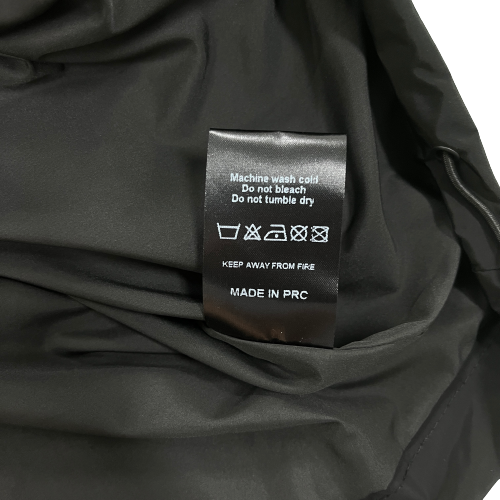 Machine wash cold
Do not bleach
Do not tumble dry
KEEP AWAY FROM FIRE
MADE IN PRC